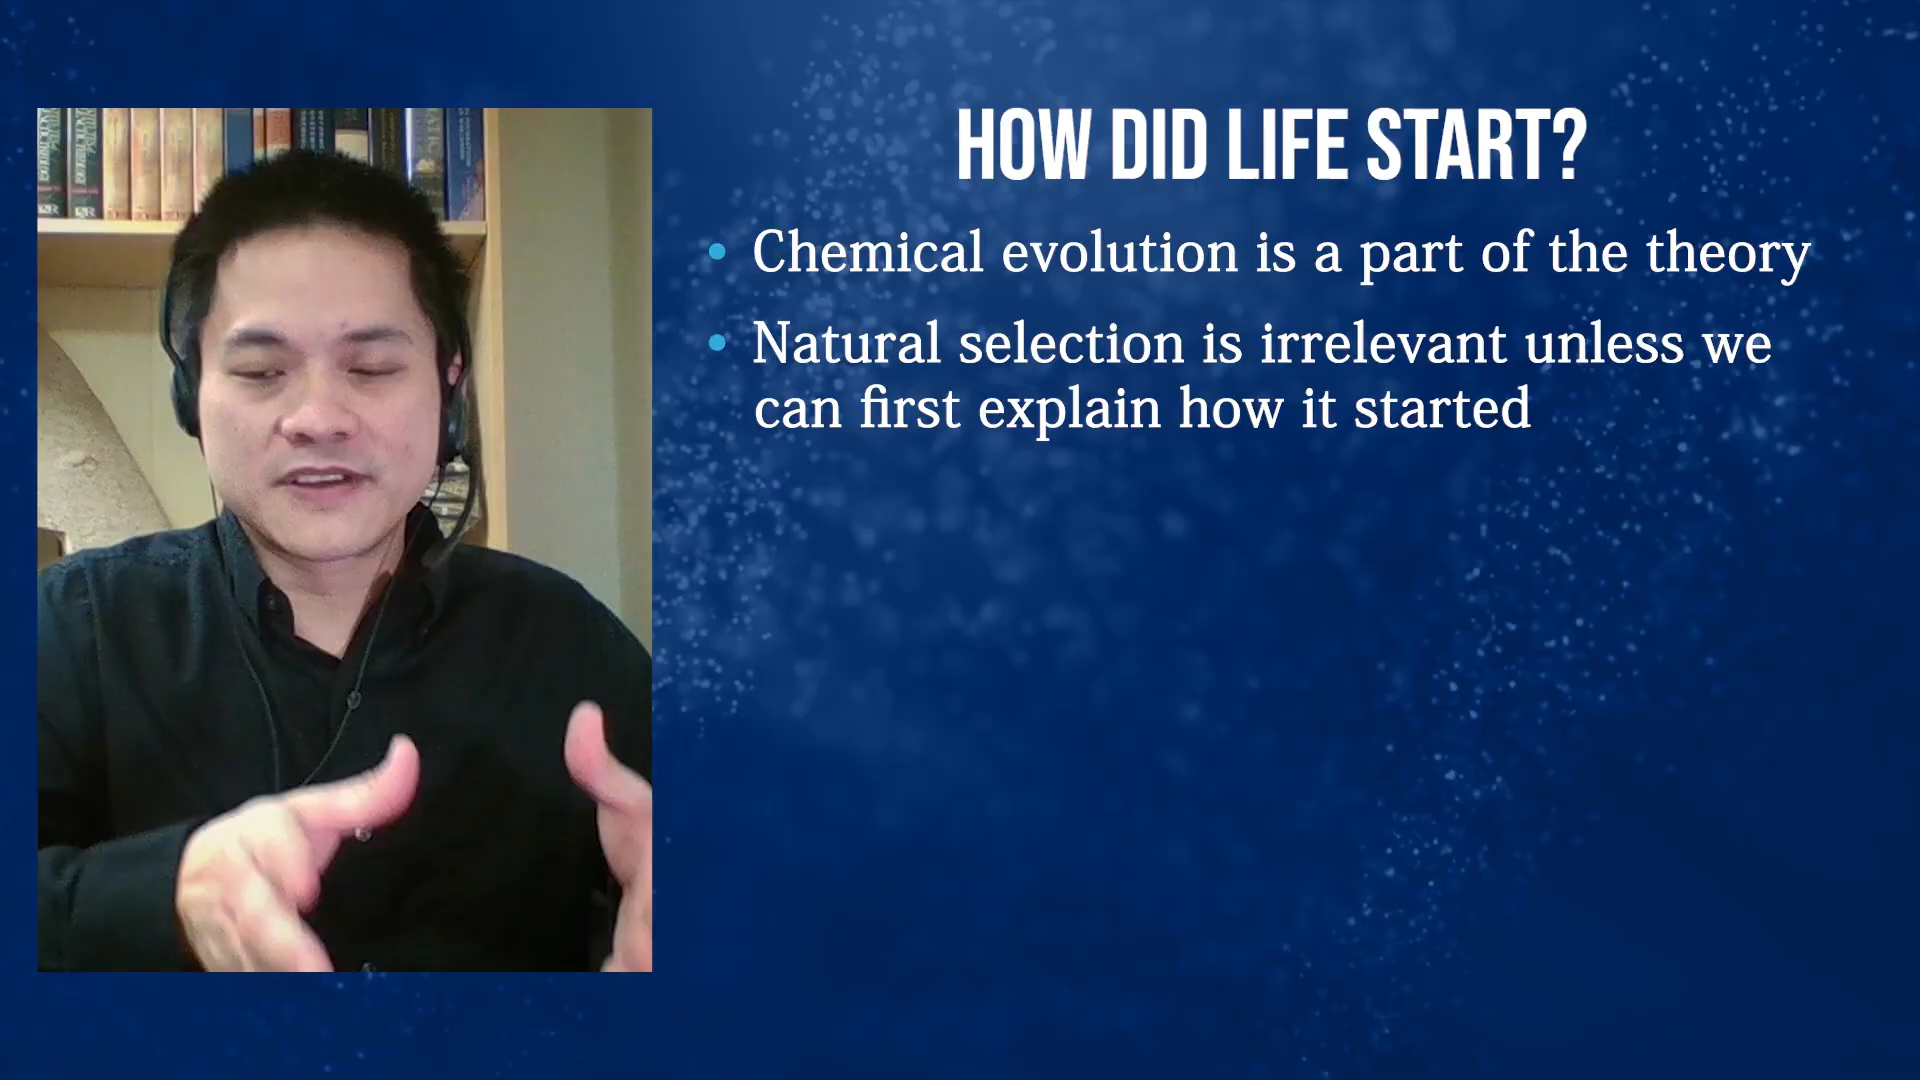 HOW DID LIFE START?
Chemical evolution is a part of the theory
Natural selection is irrelevant unless we
can first explain how it started